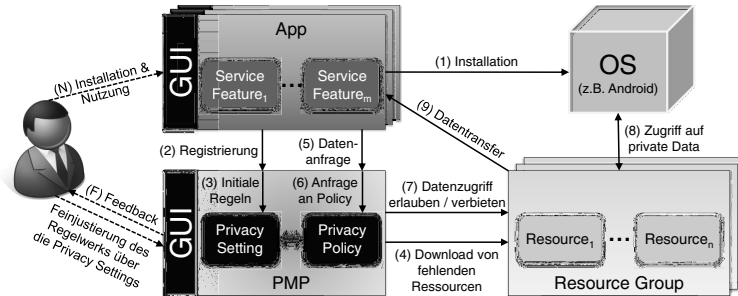 App
GUI
Service
Feature1
...
Service
Featurem
(N) Installation &
Nutzung
(1) Installation
OS
(z.B. Android)
(2) Registrierung
(5) Daten-
anfrage
(9) Datentransfer
(8) Zugriff auf
private Data
(F) Feedback
Feinjustierung des
Regelwerks über
die Privacy Settings
GUI
(3) Initiale
Regeln
(6) Anfrage
an Policy
(7) Datenzugriff
erlauben / verbieten
Privacy
Setting
Privacy
Policy
(4) Download von
fehlenden
Ressourcen
PMP
Resource1
...
Resourcen
Resource Group